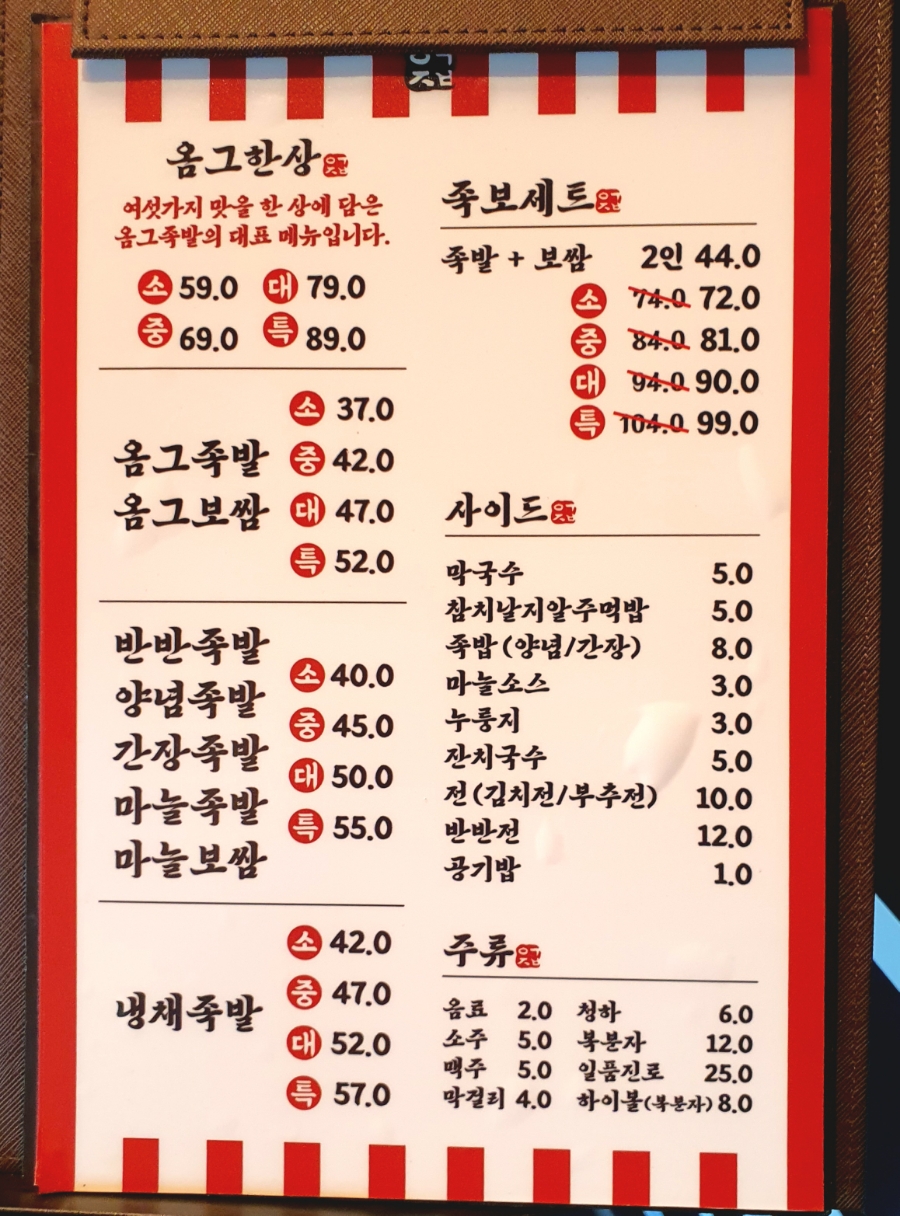 옴그한상
여섯가지 맛을 한 상에 담은
옴그족발의 대표 메뉴입니다.
소 59.0 대 79.0
중 69.0 특 89.0
소 37.0
옴그족발 중 42.0
옴그보쌈 대 47.0
특 52.0
반반족발
소 40.0
양념족발
중 45.0
간장족발
대 50.0
마늘족발
특 55.0
마늘보쌈
소 42.0
중 47.0
냉채족발
대 52.0
특 57.0
족보세트
족발 + 보쌈 2인 44.0
소 74.0 72.0
중 84.0 81.0
대 94.0 90.0
특 104.0 99.0
사이드
막국수 5.0
참치날지알주먹밥 5.0
족밥(양념/간장) 8.0
마늘소스 3.0
누룽지 3.0
잔치국수 5.0
전(김치전/부추전) 10.0
반반전 12.0
공기밥 1.0
주류
음료 2.0 청하 6.0
소주 5.0 복분자 12.0
맥주 5.0 일품진로 25.0
막걸리 4.0 하이볼(복분자) 8.0